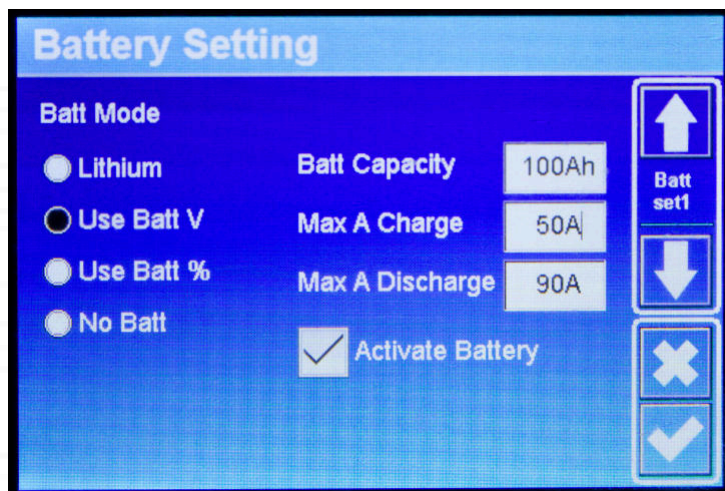 Battery Setting
Batt Mode
Lithium
Use Batt V
Use Batt %
No Batt
Batt Capacity 100Ah
Max A Charge 50A
Max A Discharge 90A
Activate Battery
Batt
set1